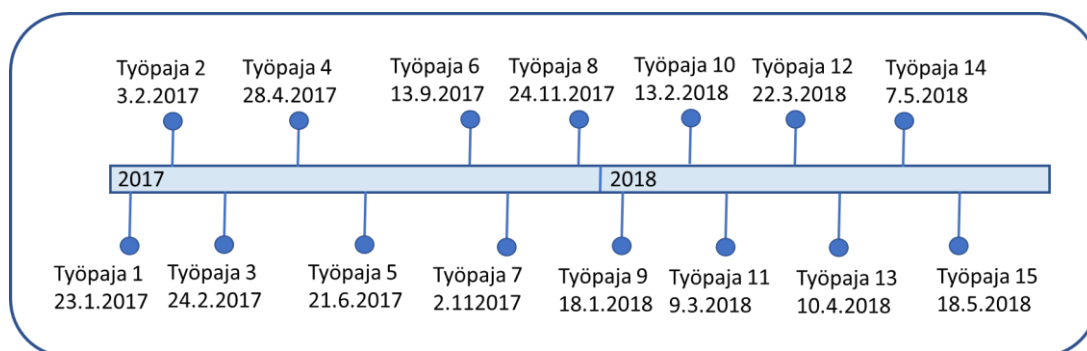 Työpaja 2
3.2.2017
Työpaja 4
28.4.2017
Työpaja 6
13.9.2017
Työpaja 8
24.11.2017
Työpaja 10
13.2.2018
Työpaja 12
22.3.2018
Työpaja 14
7.5.2018
2017
2018
Työpaja 1
23.1.2017
Työpaja 3
24.2.2017
Työpaja 5
21.6.2017
Työpaja 7
2.112017
Työpaja 9
18.1.2018
Työpaja 11
9.3.2018
Työpaja 13
10.4.2018
Työpaja 15
18.5.2018